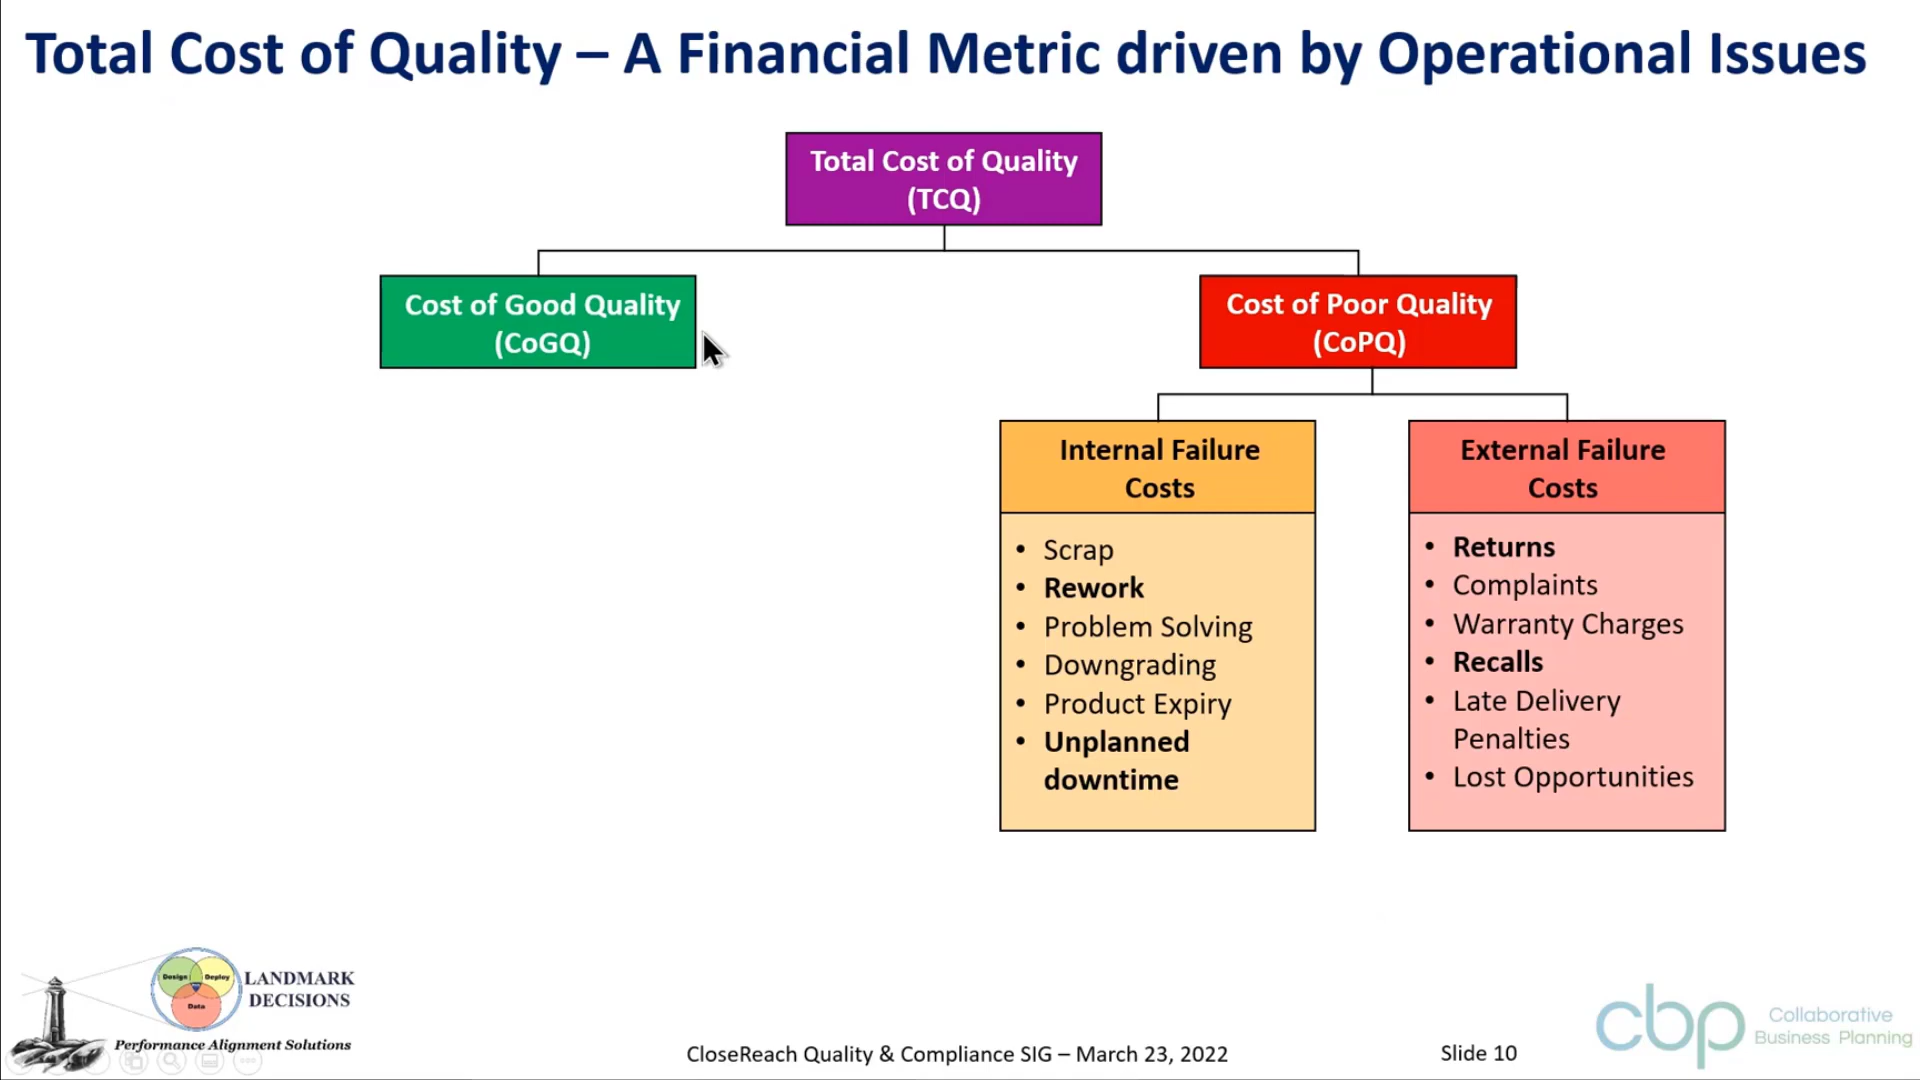 Total Cost of Quality – A Financial Metric driven by Operational Issues
Total Cost of Quality
(TCQ)
Cost of Good Quality
(CoGQ)
Cost of Poor Quality
(CoPQ)
Internal Failure
Costs
• Scrap
• Rework
• Problem Solving
• Downgrading
• Product Expiry
• Unplanned
downtime
External Failure
Costs
• Returns
• Complaints
• Warranty Charges
• Recalls
• Late Delivery
Penalties
• Lost Opportunities
Design
Deploy
Data
LANDMARK
DECISIONS
Performance Alignment Solutions
CloseReach Quality & Compliance SIG – March 23, 2022
Slide 10
cbp
Collaborative
Business Planning